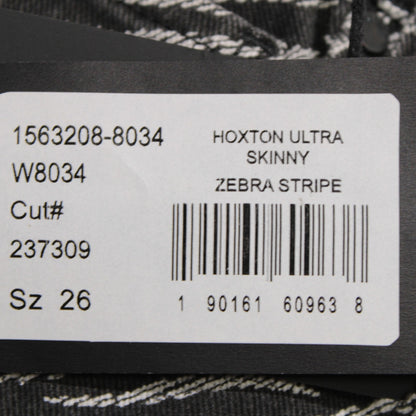 1563208-8034
W8034
Cut#
237309
Sz 26
HOXTON ULTRA
SKINNY
ZEBRA STRIPE
1 90161 60963 8